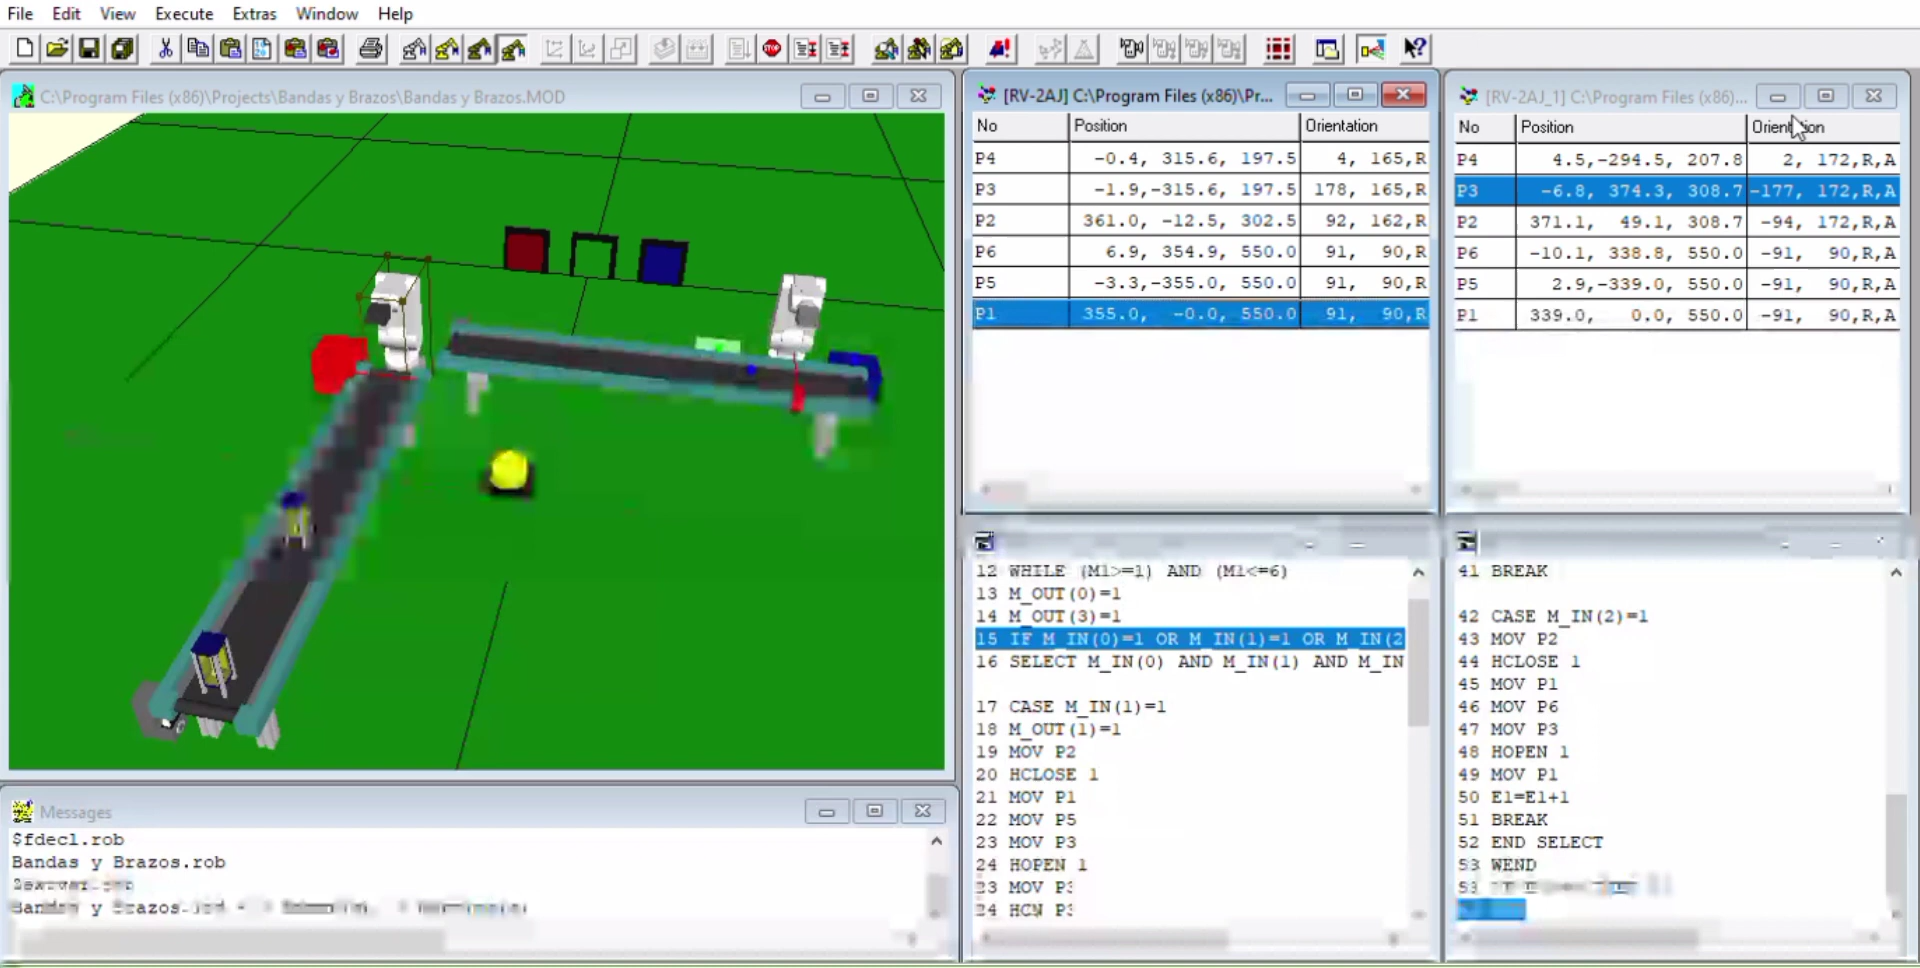 File Edit View Execute Extras Window Help
C:\Program Files (x86)\Projects\Bandas y Brazos\Bandas y Brazos.MOD
[RV-2AJ] C:\Program Files (x86)\Pr...
No Position Orientation
P4 -0.4, 315.6, 197.5 4, 165,R
P3 -1.9,-315.6, 197.5 178, 165,R
P2 361.0, -12.5, 302.5 92, 162,R
P6 6.9, 354.9, 550.0 91, 90,R
P5 -3.3,-355.0, 550.0 91, 90,R
P1 355.0, -0.0, 550.0 91, 90,R
[RV-2AJ_1] C:\Program Files (x86)...
No Position Orientation
P4 4.5,-294.5, 207.8 2, 172,R,A
P3 -6.8, 374.3, 308.7 -177, 172,R,A
P2 371.1, 49.1, 308.7 -94, 172,R,A
P6 -10.1, 338.8, 550.0 -91, 90,R,A
P5 2.9,-339.0, 550.0 -91, 90,R,A
P1 339.0, 0.0, 550.0 -91, 90,R,A
12 WHILE (M1>=1) AND (M1<=6)
13 M_OUT(0)=1
14 M_OUT(3)=1
15 IF M_IN(0)=1 OR M_IN(1)=1 OR M_IN(2
16 SELECT M_IN(0) AND M_IN(1) AND M_IN
17 CASE M_IN(1)=1
18 M_OUT(1)=1
19 MOV P2
20 HCLOSE 1
21 MOV P1
22 MOV P5
23 MOV P3
24 HOPEN 1
23 MOV P3
41 BREAK
42 CASE M_IN(2)=1
43 MOV P2
44 HCLOSE 1
45 MOV P1
46 MOV P6
47 MOV P3
48 HOPEN 1
49 MOV P1
50 E1=E1+1
51 BREAK
52 END SELECT
53 WEND
Messages
$fdecl.rob
Bandas y Brazos.rob
Bandas y Brazos